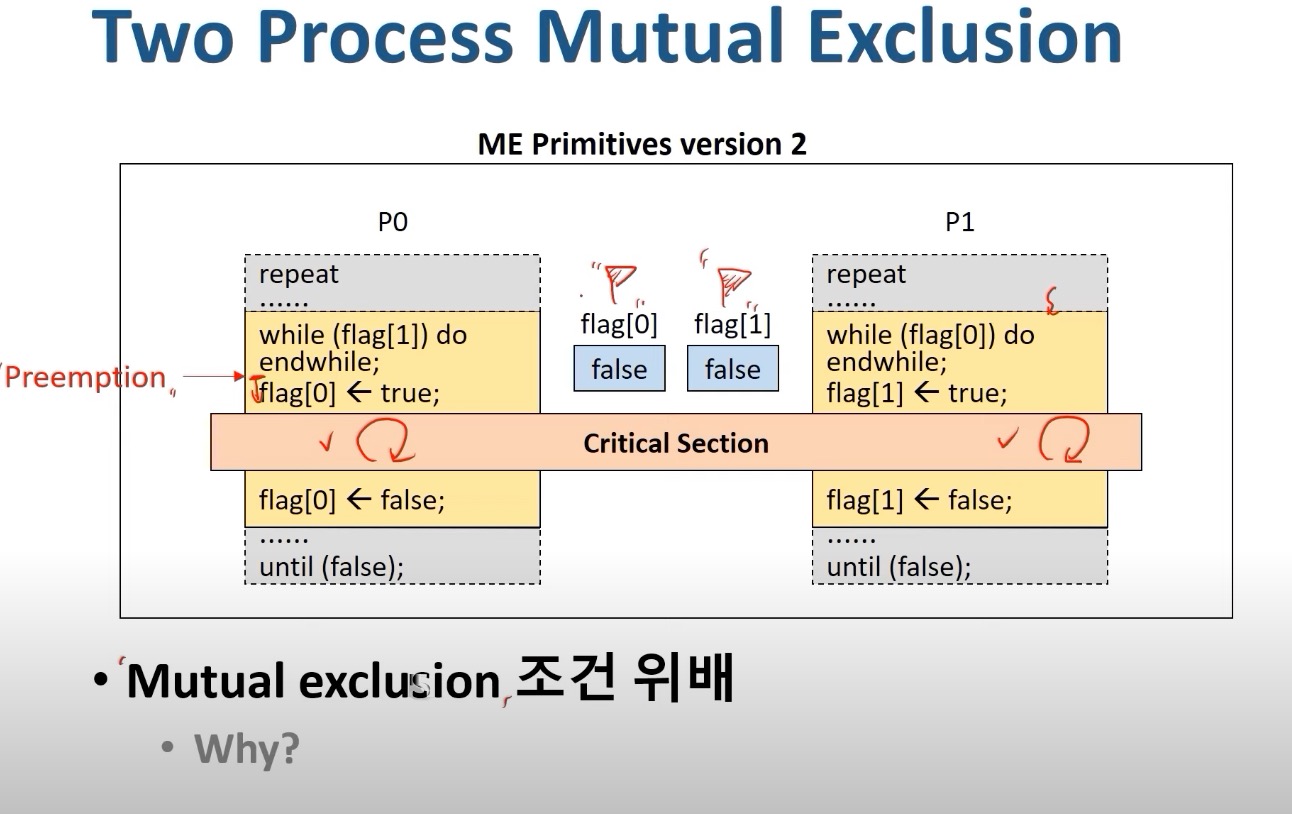 Two Process Mutual Exclusion
ME Primitives version 2
P0
P1
repeat
......
while (flag[1]) do
endwhile;
flag[0] ← true;
flag[0]
flag[1]
false
false
repeat
......
while (flag[0]) do
endwhile;
flag[1] ← true;
Preemption
Critical Section
flag[0] ← false;
......
until (false);
flag[1] ← false;
......
until (false);
• Mutual exclusion 조건 위배
• Why?